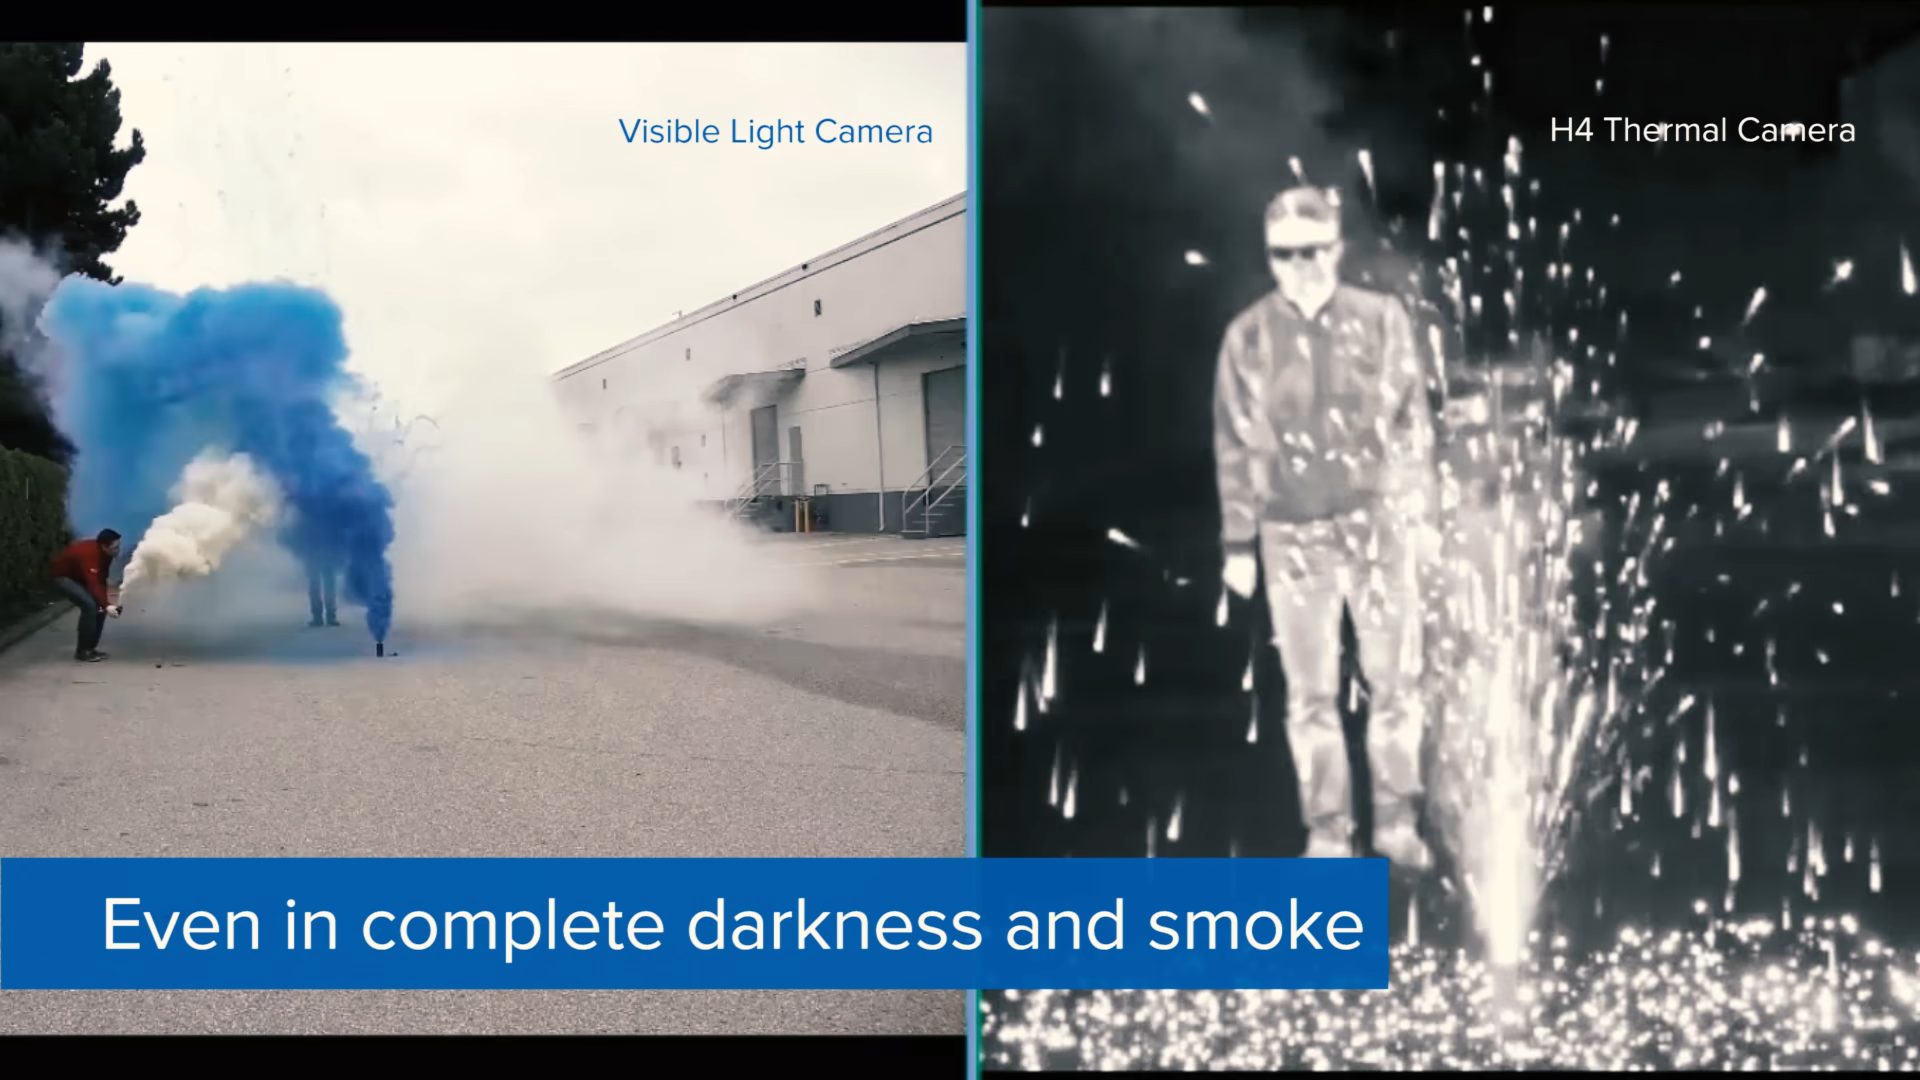 Visible Light Camera
H4 Thermal Camera
Even in complete darkness and smoke